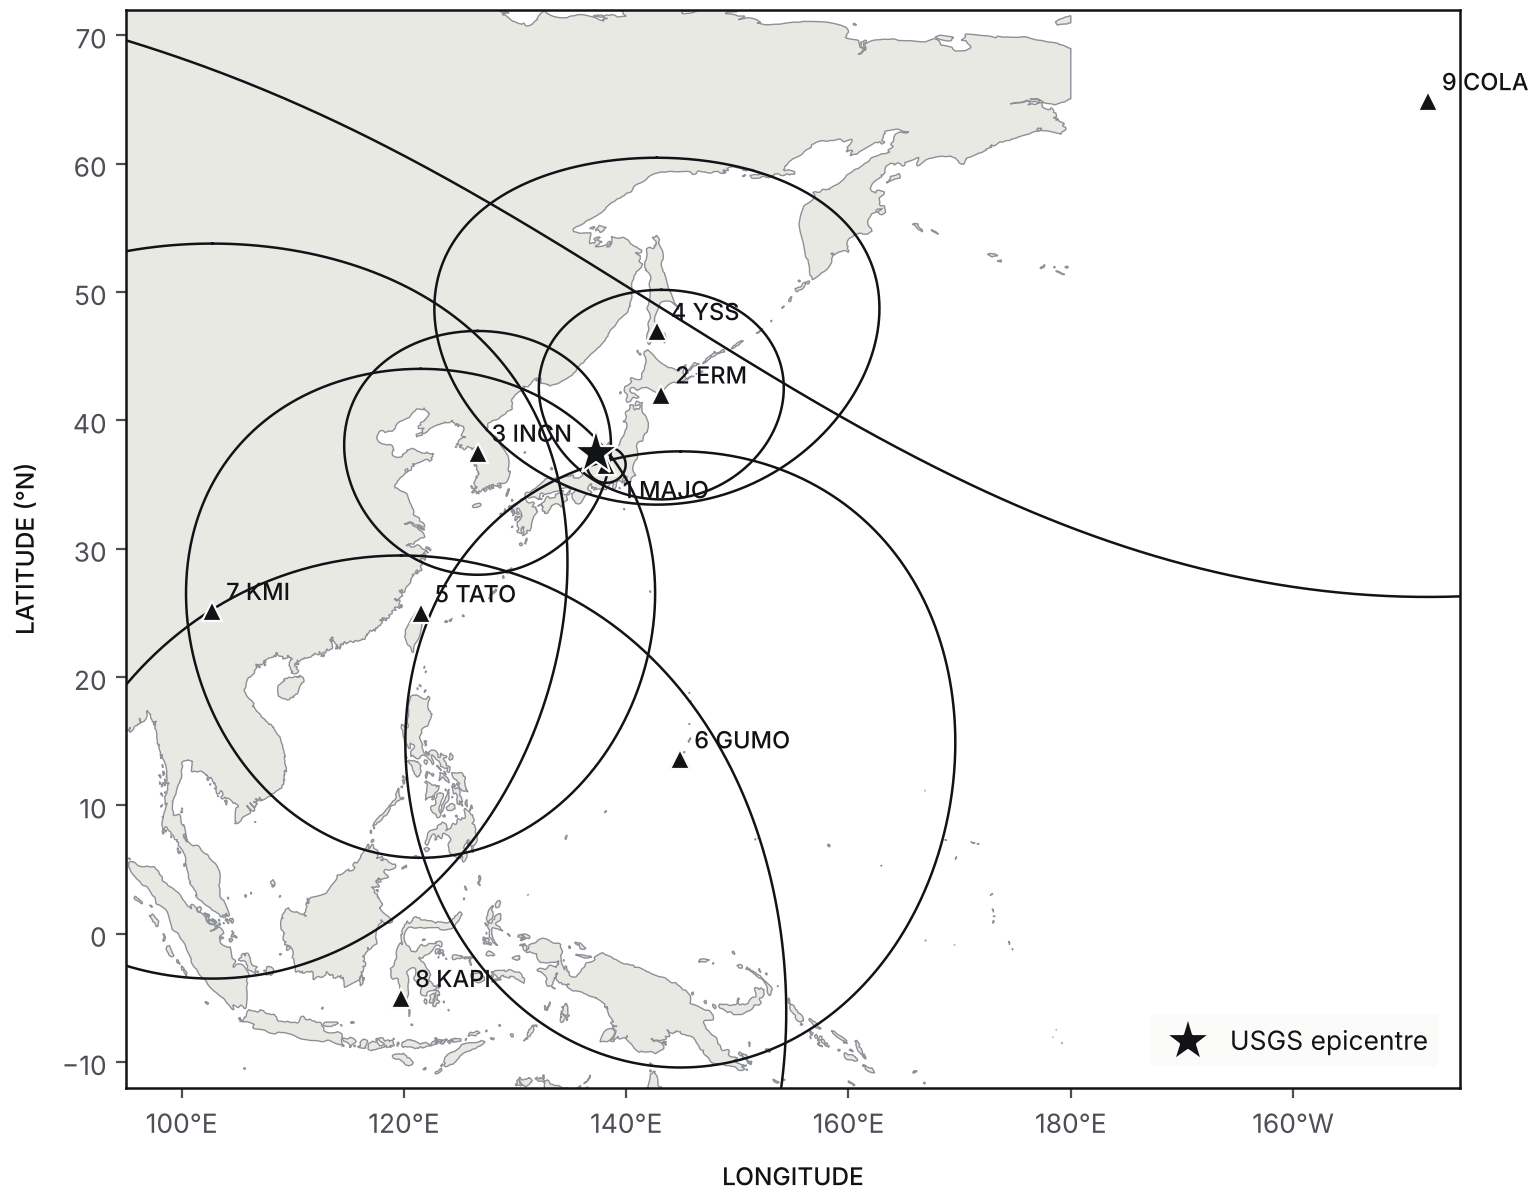 70
60
50
40
30
20
10
0
−10
LATITUDE (°N)
9 COLA
4 YSS
2 ERM
3 INCN
1 MAJO
7 KMI
5 TATO
6 GUMO
8 KAPI
USGS epicentre
100°E
120°E
140°E
160°E
180°E
160°W
LONGITUDE